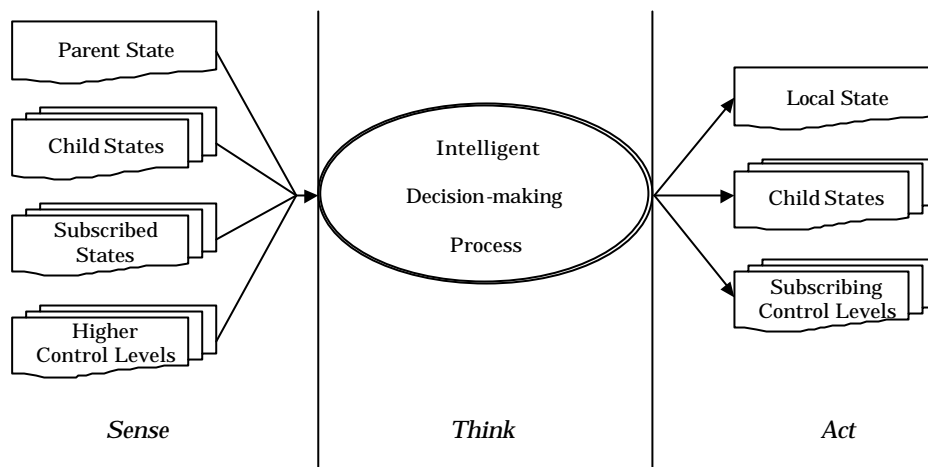 Parent State
Child States
Subscribed
States
Higher
Control Levels
Sense
Intelligent
Decision-making
Process
Think
Local State
Child States
Subscribing
Control Levels
Act